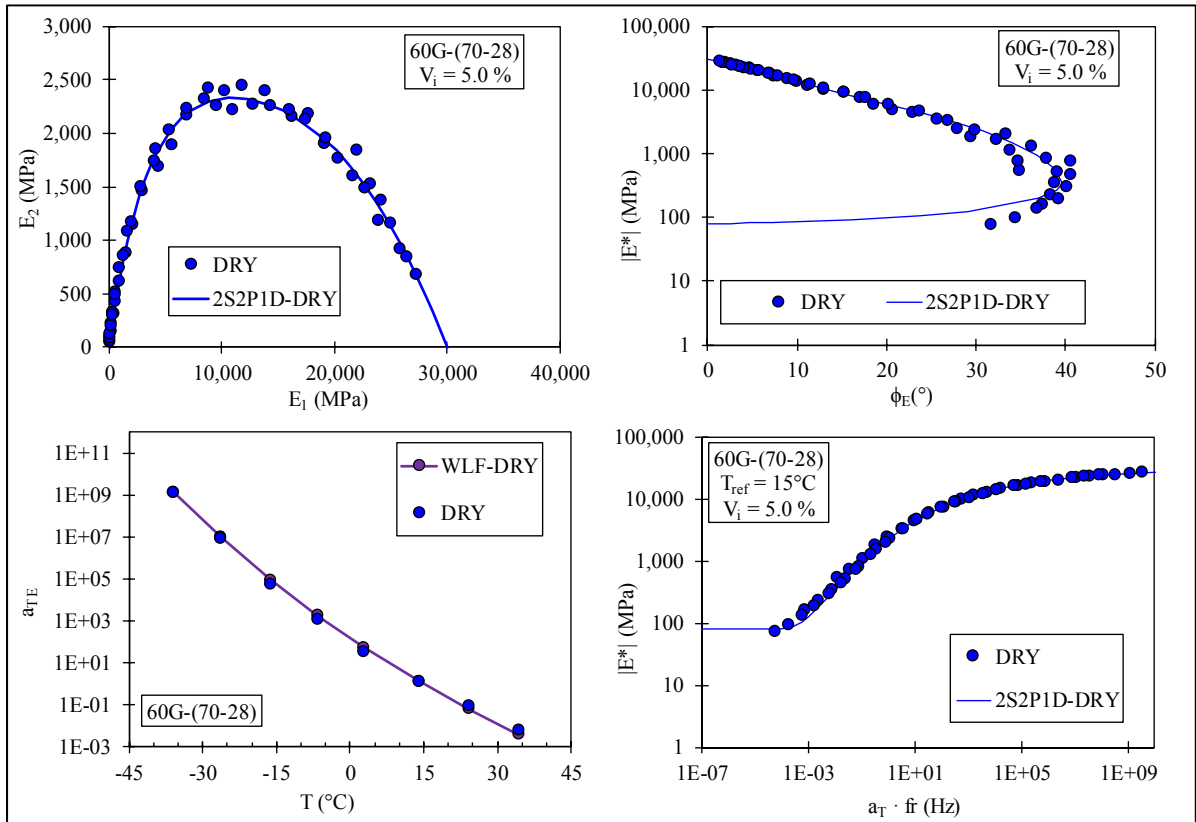 3,000
2,500
2,000
1,500
1,000
500
0
E₂ (MPa)
60G-(70-28)
Vᵢ = 5.0 %
DRY
2S2P1D-DRY
0
10,000
20,000
30,000
40,000
E₁ (MPa)
100,000
10,000
1,000
100
10
1
|E*| (MPa)
60G-(70-28)
Vᵢ = 5.0 %
DRY
2S2P1D-DRY
0
10
20
30
40
50
ϕ_E(°)
1E+11
1E+09
1E+07
1E+05
1E+03
1E+01
1E-01
1E-03
a_TE
WLF-DRY
DRY
60G-(70-28)
-45
-30
-15
0
15
30
45
T (°C)
100,000
10,000
1,000
100
10
1
|E*| (MPa)
60G-(70-28)
T_ref = 15°C
Vᵢ = 5.0 %
DRY
2S2P1D-DRY
1E-07
1E-03
1E+01
1E+05
1E+09
a_T · fr (Hz)